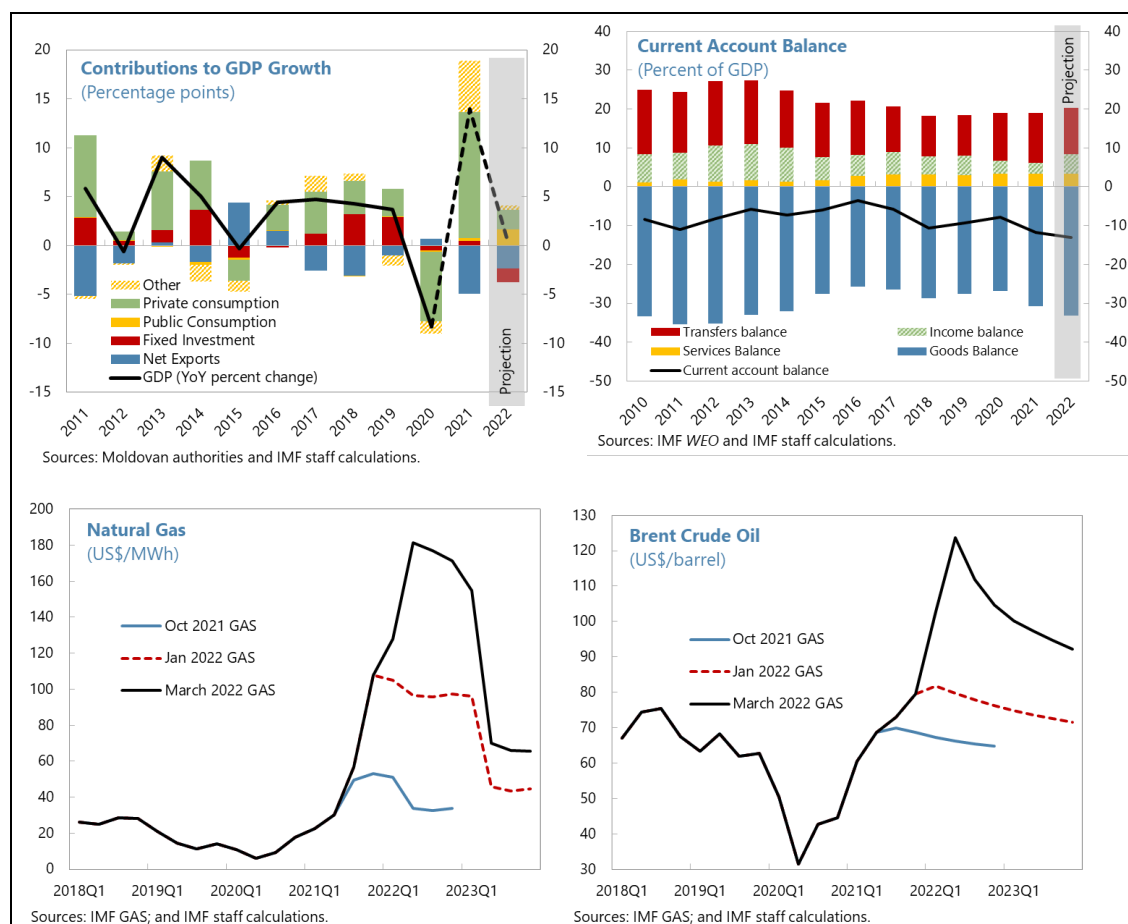 Contributions to GDP Growth
(Percentage points)
20
15
10
5
0
-5
-10
-15
20
15
10
5
0
-5
-10
-15
Other
Private consumption
Public Consumption
Fixed Investment
Net Exports
GDP (YoY percent change)
Projection
2011
2012
2013
2014
2015
2016
2017
2018
2019
2020
2021
2022
Sources: Moldovan authorities and IMF staff calculations.
Current Account Balance
(Percent of GDP)
40
30
20
10
0
-10
-20
-30
-40
-50
40
30
20
10
0
-10
-20
-30
-40
-50
Projection
Transfers balance
Income balance
Services Balance
Goods Balance
Current account balance
2010
2011
2012
2013
2014
2015
2016
2017
2018
2019
2020
2021
2022
Sources: IMF WEO and IMF staff calculations.
Natural Gas
(US$/MWh)
200
180
160
140
120
100
80
60
40
20
0
Oct 2021 GAS
Jan 2022 GAS
March 2022 GAS
2018Q1
2019Q1
2020Q1
2021Q1
2022Q1
2023Q1
Sources: IMF GAS; and IMF staff calculations.
Brent Crude Oil
(US$/barrel)
130
120
110
100
90
80
70
60
50
40
30
Oct 2021 GAS
Jan 2022 GAS
March 2022 GAS
2018Q1
2019Q1
2020Q1
2021Q1
2022Q1
2023Q1
Sources: IMF GAS; and IMF staff calculations.